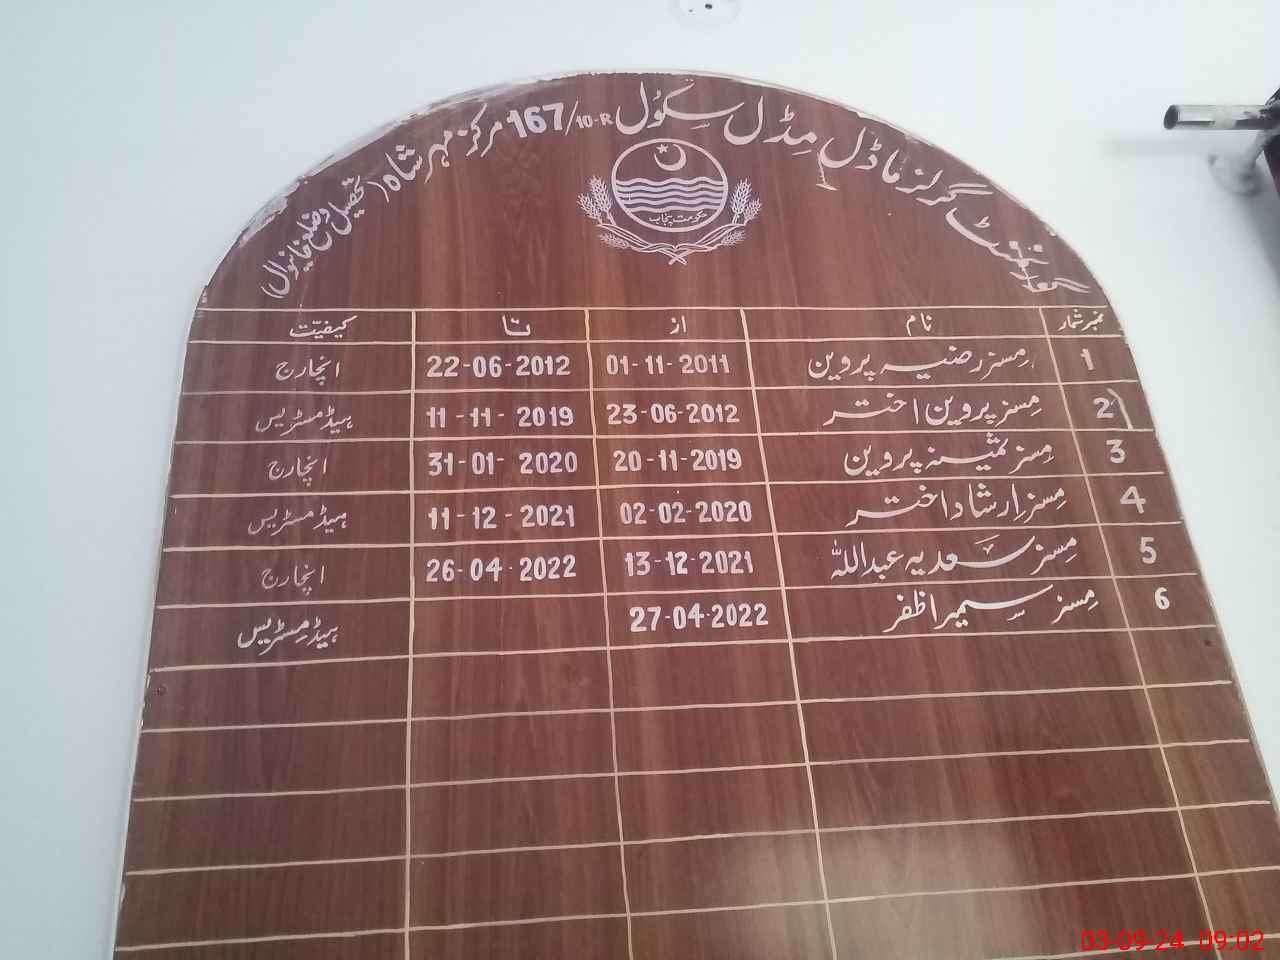 گورنمنٹ گرلز ماڈل مڈل سکول 167/10-R مرکز مہر شاہ (تحصیل و ضلع خانیوال)
حکومت پنجاب
نمبر شمار نام از تا کیفیّت
1 مسز رضیہ پروین 01-11-2011 22-06-2012 انچارج
2 مسز پروین اختر 23-06-2012 11-11-2019 ہیڈ مسٹریس
3 مسز ثمینہ پروین 20-11-2019 31-01-2020 انچارج
4 مسز ارشاد اختر 02-02-2020 11-12-2021 ہیڈ مسٹریس
5 مسز سعدیہ عبداللہ 13-12-2021 26-04-2022 انچارج
6 مسز سمیرا ظفر 27-04-2022 ہیڈ مسٹریس
03-09-24 09:02